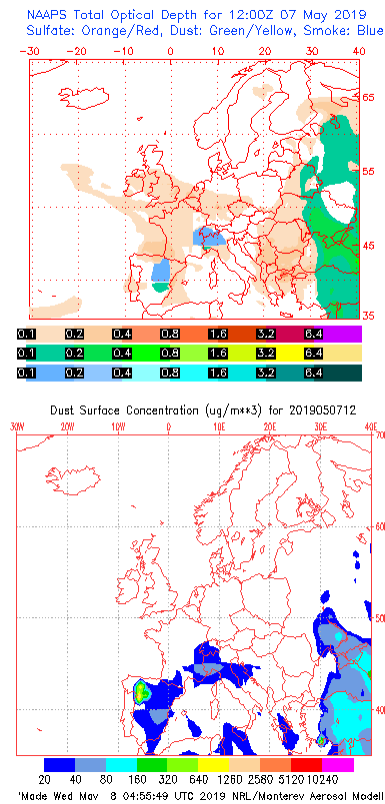 NAAPS Total Optical Depth for 12:00Z 07 May 2019
Sulfate: Orange/Red, Dust: Green/Yellow, Smoke: Blue
-30 -20 -10 0 10 20 30 40
65
55
45
35
0.1 0.2 0.4 0.8 1.6 3.2 6.4
0.1 0.2 0.4 0.8 1.6 3.2 6.4
0.1 0.2 0.4 0.8 1.6 3.2 6.4
Dust Surface Concentration (ug/m**3) for 2019050712
30W 20W 10W 0 10E 20E 30E 40E
70
60
50
40
20 40 80 160 320 640 1260 2580 5120 10240
'Made Wed May 8 04:55:49 UTC 2019 NRL/Monterey Aerosol Modell